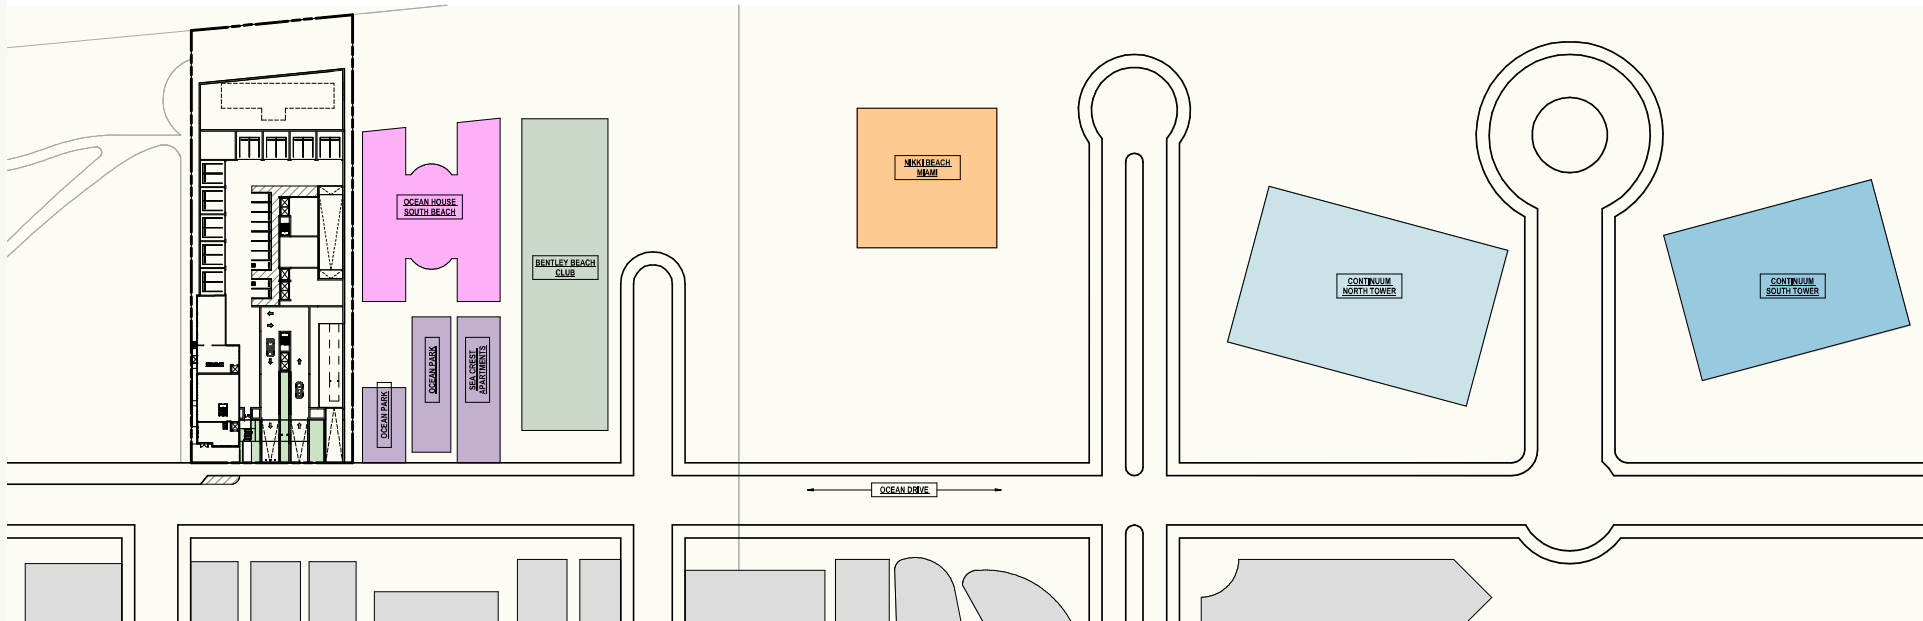 OCEAN HOUSE
SOUTH BEACH
BENTLEY BEACH
CLUB
OCEAN PARK
OCEAN PARK
SEA CREST
APARTMENTS
NIKKI BEACH
MIAMI
CONTINUUM
NORTH TOWER
CONTINUUM
SOUTH TOWER
OCEAN DRIVE